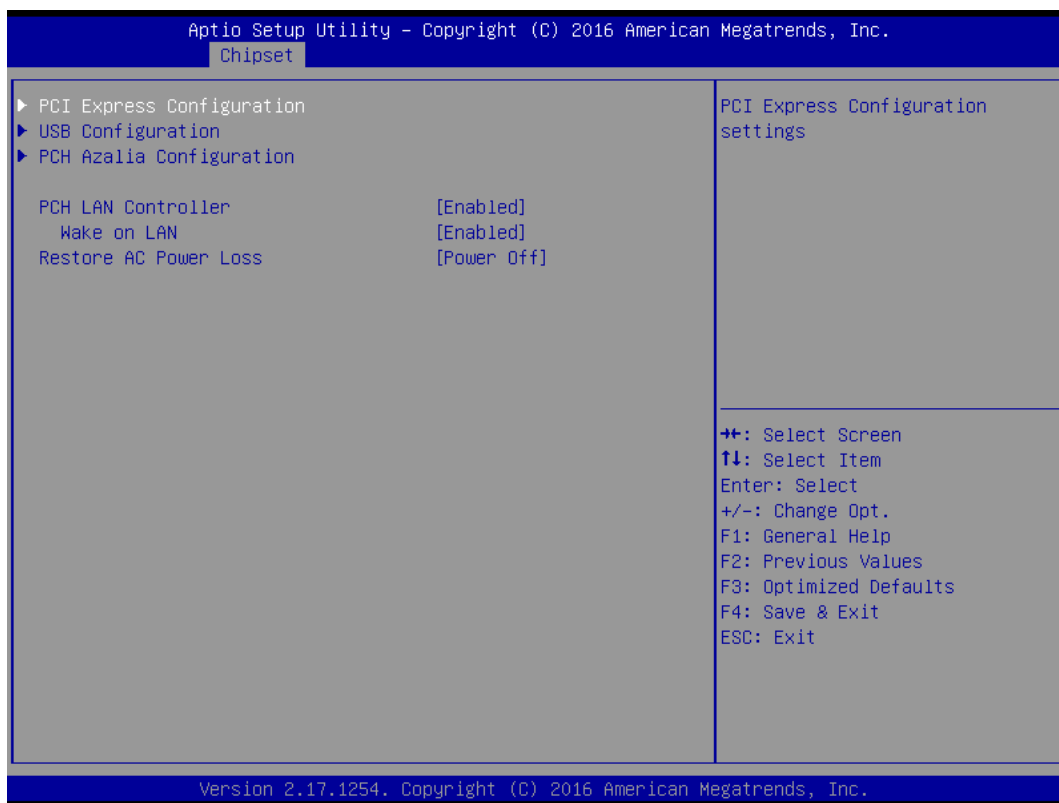 Aptio Setup Utility – Copyright (C) 2016 American Megatrends, Inc.
Chipset
▶ PCI Express Configuration
▶ USB Configuration
▶ PCH Azalia Configuration
PCH LAN Controller [Enabled]
Wake on LAN [Enabled]
Restore AC Power Loss [Power Off]
PCI Express Configuration
settings
→←: Select Screen
↑↓: Select Item
Enter: Select
+/-: Change Opt.
F1: General Help
F2: Previous Values
F3: Optimized Defaults
F4: Save & Exit
ESC: Exit
Version 2.17.1254. Copyright (C) 2016 American Megatrends, Inc.